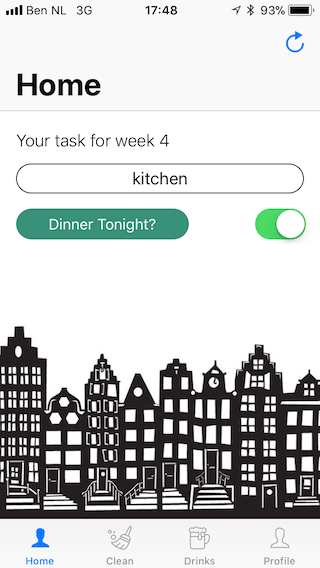 Ben NL 3G 17:48 93%
Home
Your task for week 4
kitchen
Dinner Tonight?
Home Clean Drinks Profile